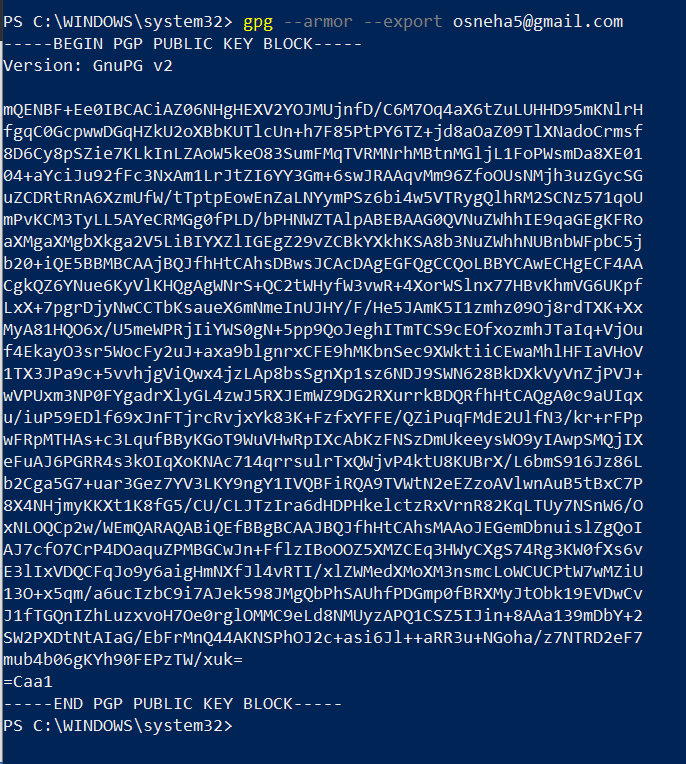 PS C:\WINDOWS\system32> gpg --armor --export osneha5@gmail.com
-----BEGIN PGP PUBLIC KEY BLOCK-----
Version: GnuPG v2
mQENBF+Ee0IBCACiAZ06NHgHEXV2YOJMUjnfD/C6M7Oq4aX6tZuLUHHD95mKNlrH
fgqC0GcpwwDGqHZkU2oXBbKUTlcUn+h7F85PtPY6TZ+jd8aOaZ09TlXNadoCrmsf
8D6Cy8pSZie7KLkInLZAoW5keO83SumFMqTVRMNrhMBtnMGljL1FoPWsmDa8XE01
04+aYciJu92fFc3NxAm1LrJtZI6YY3Gm+6swJRAAqvMm96ZfoOUsNMjh3uzGycSG
uZCDRtRnA6XzmUfW/tTptpEowEnZaLNYymPSz6bi4w5VTRygQlhRM2SCNz571qoU
mPvKCM3TyLL5AYeCRMGg0fPLD/bPHNWZTAlpABEBAAG0QVNuZWhhIE9qaGEgKFRo
aXMgaXMgbXkga2V5LiBIYXZlIGEgZ29vZCBkYXkhKSA8b3NuZWhhNUBnbWFpbC5j
b20+iQE5BBMBCAAjBQJfhHtCAhsDBwsJCAcDAgEGFQgCCQoLBBYCAwECHgECF4AA
CgkQZ6YNue6KyVlKHQgAgWNrS+QC2tWHyfW3vwR+4XorWSlnx77HBvKhmVG6UKpf
LxX+7pgrDjyNwCCTbKsaueX6mNmeInUJHY/F/He5JAmK5I1zmhz09Oj8rdTXK+Xx
MyA81HQO6x/U5meWPRjIiYWS0gN+5pp9QoJeghITmTCS9cEOfxozmhJTaIq+VjOu
f4EkayO3sr5WocFy2uJ+axa9blgnrxCFE9hMKbnSec9XWktiiCEwaMhlHFIaVHoV
1TX3JPa9c+5vvhjgViQwx4jzLAp8bsSgnXp1sz6NDJ9SWN628BkDXkVyVnZjPVJ+
wVPUxm3NP0FYgadrXlyGL4zwJ5RXJEmWZ9DG2RXurrkBDQRfhHtCAQgA0c9aUIqx
u/iuP59EDlf69xJnFTjrcRvjxYk83K+FzfxYFFE/QZiPuqFMdE2UlfN3/kr+rFPp
wFRpMTHAs+c3LqufBByKGoT9WuVHwRpIXcAbKzFNSzDmUkeeysWO9yIAwpSMQjIX
eFuAJ6PGRR4s3kOIqXoKNAc714qrrsulrTxQWjvP4ktU8KUBrX/L6bmS916Jz86L
b2Cga5G7+uar3Gez7YV3LKY9ngY1IVQBFiRQA9TVWtN2eEZzoAVlwnAuB5tBxC7P
8X4NHjmyKKXt1K8fG5/CU/CLJTzIra6dHDPHkelctzRxVrnR82KqLTUy7NSnW6/O
xNLOQCp2w/WEmQARAQABiQEfBBgBCAAJBQJfhHtCAhsMAAoJEGemDbnuislZgQoI
AJ7cfO7CrP4DOaquZPMBGCwJn+FflzIBoOOZ5XMZCEq3HWyCXgS74Rg3KW0fXs6v
E3lIxVDQCFqJo9y6aigHmNXfJl4vRTI/xlZWMedXMoXM3nsmcLoWCUCPtW7wMZiU
13O+x5qm/a6ucIzbC9i7AJek598JMgQbPhSAUhfPDGmp0fBRXMyJtObk19EVDwCv
J1fTGQnIZhLuzxvoH7Oe0rglOMMC9eLd8NMUyzAPQ1CSZ5IJin+8AAa139mDbY+2
SW2PXDtNtAIaG/EbFrMnQ44AKNSPhOJ2c+asi6Jl++aRR3u+NGoha/z7NTRD2eF7
mub4b06gKYh90FEPzTW/xuk=
=Caa1
-----END PGP PUBLIC KEY BLOCK-----
PS C:\WINDOWS\system32>